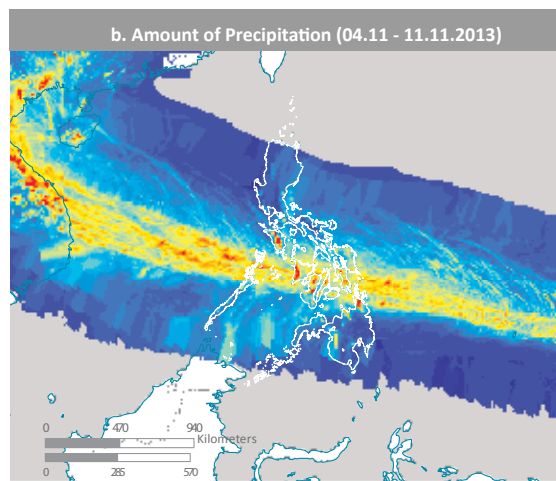 b. Amount of Precipitation (04.11 - 11.11.2013)
0 470 940
Kilometers
0 285 570